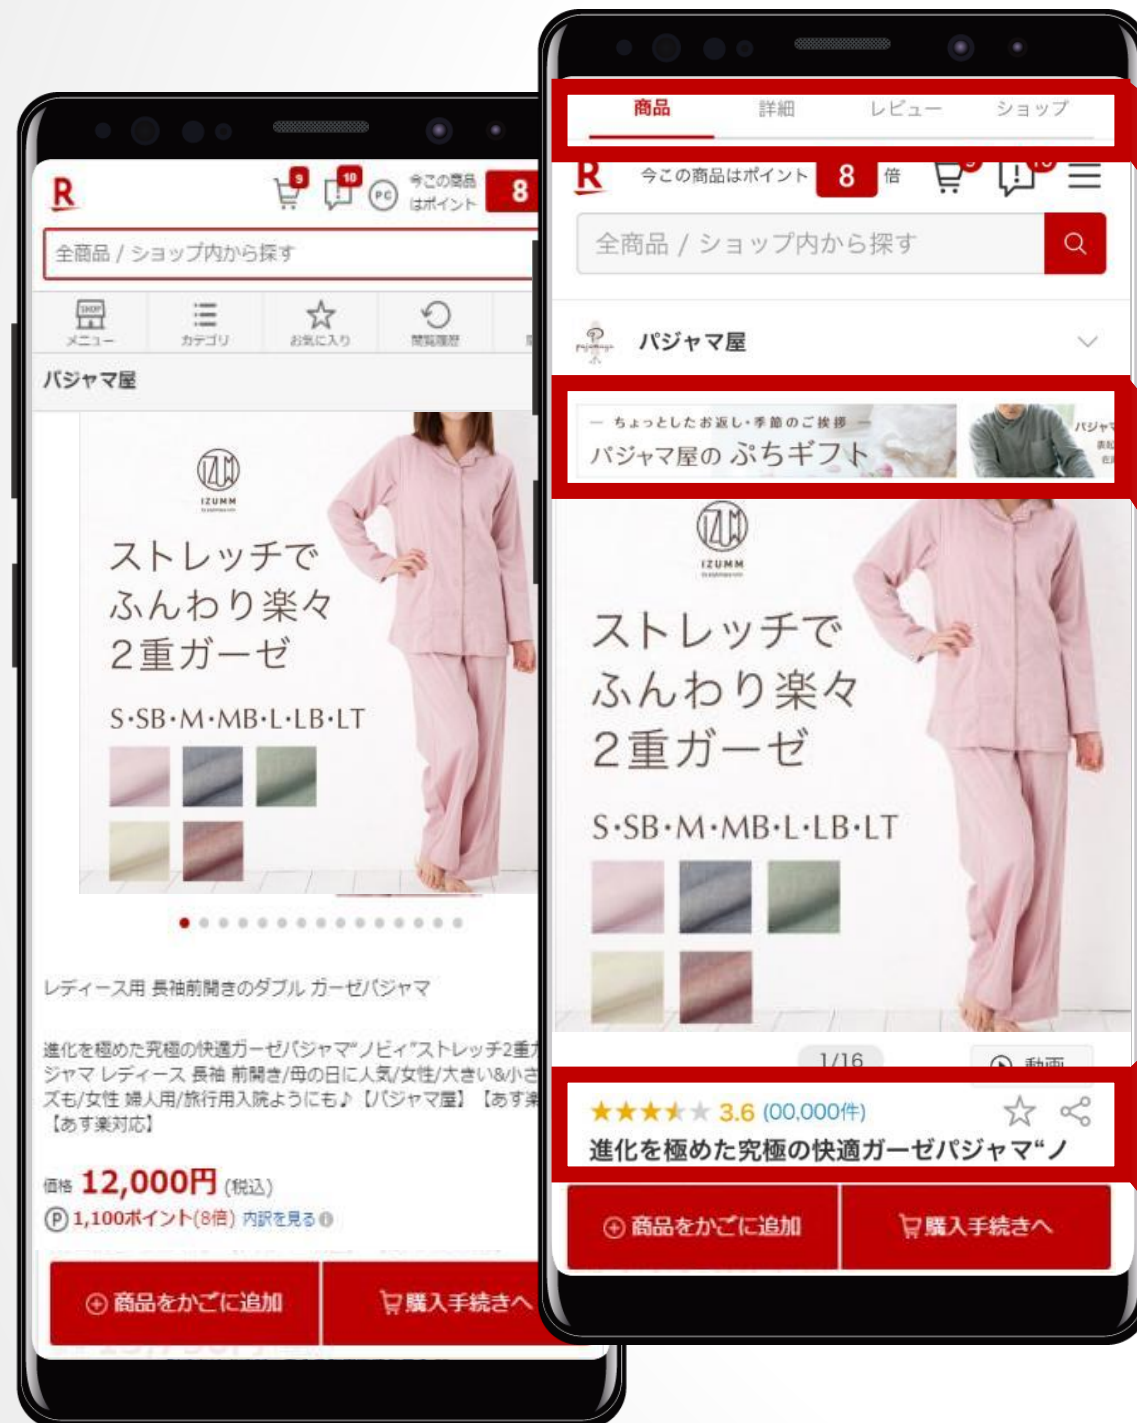 R
9
10
PC
今この商品
はポイント
8
全商品 / ショップ内から探す
SHOP
メニュー
カテゴリ
お気に入り
閲覧履歴
パジャマ屋
IZUMM
ストレッチで
ふんわり楽々
2重ガーゼ
S・SB・M・MB・L・LB・LT
レディース用 長袖前開きのダブル ガーゼパジャマ
進化を極めた究極の快適ガーゼパジャマ“ノビィ”ストレッチ2重
ジャマ レディース 長袖 前開き/母の日に人気/女性/大きい&小さ
ズも/女性 婦人用/旅行用入院ようにも♪【パジャマ屋】【あす楽
【あす楽対応】
価格 12,000円 (税込)
P 1,100ポイント(8倍) 内訳を見る
商品をかごに追加
購入手続きへ
商品
詳細
レビュー
ショップ
R
今この商品はポイント
8
倍
全商品 / ショップ内から探す
パジャマ屋
ちょっとしたお返し・季節のご挨拶
パジャマ屋の ぷちギフト
IZUMM
ストレッチで
ふんわり楽々
2重ガーゼ
S・SB・M・MB・L・LB・LT
1/16
動画
★★★★★ 3.6 (00,000件)
進化を極めた究極の快適ガーゼパジャマ“ノ
商品をかごに追加
購入手続きへ